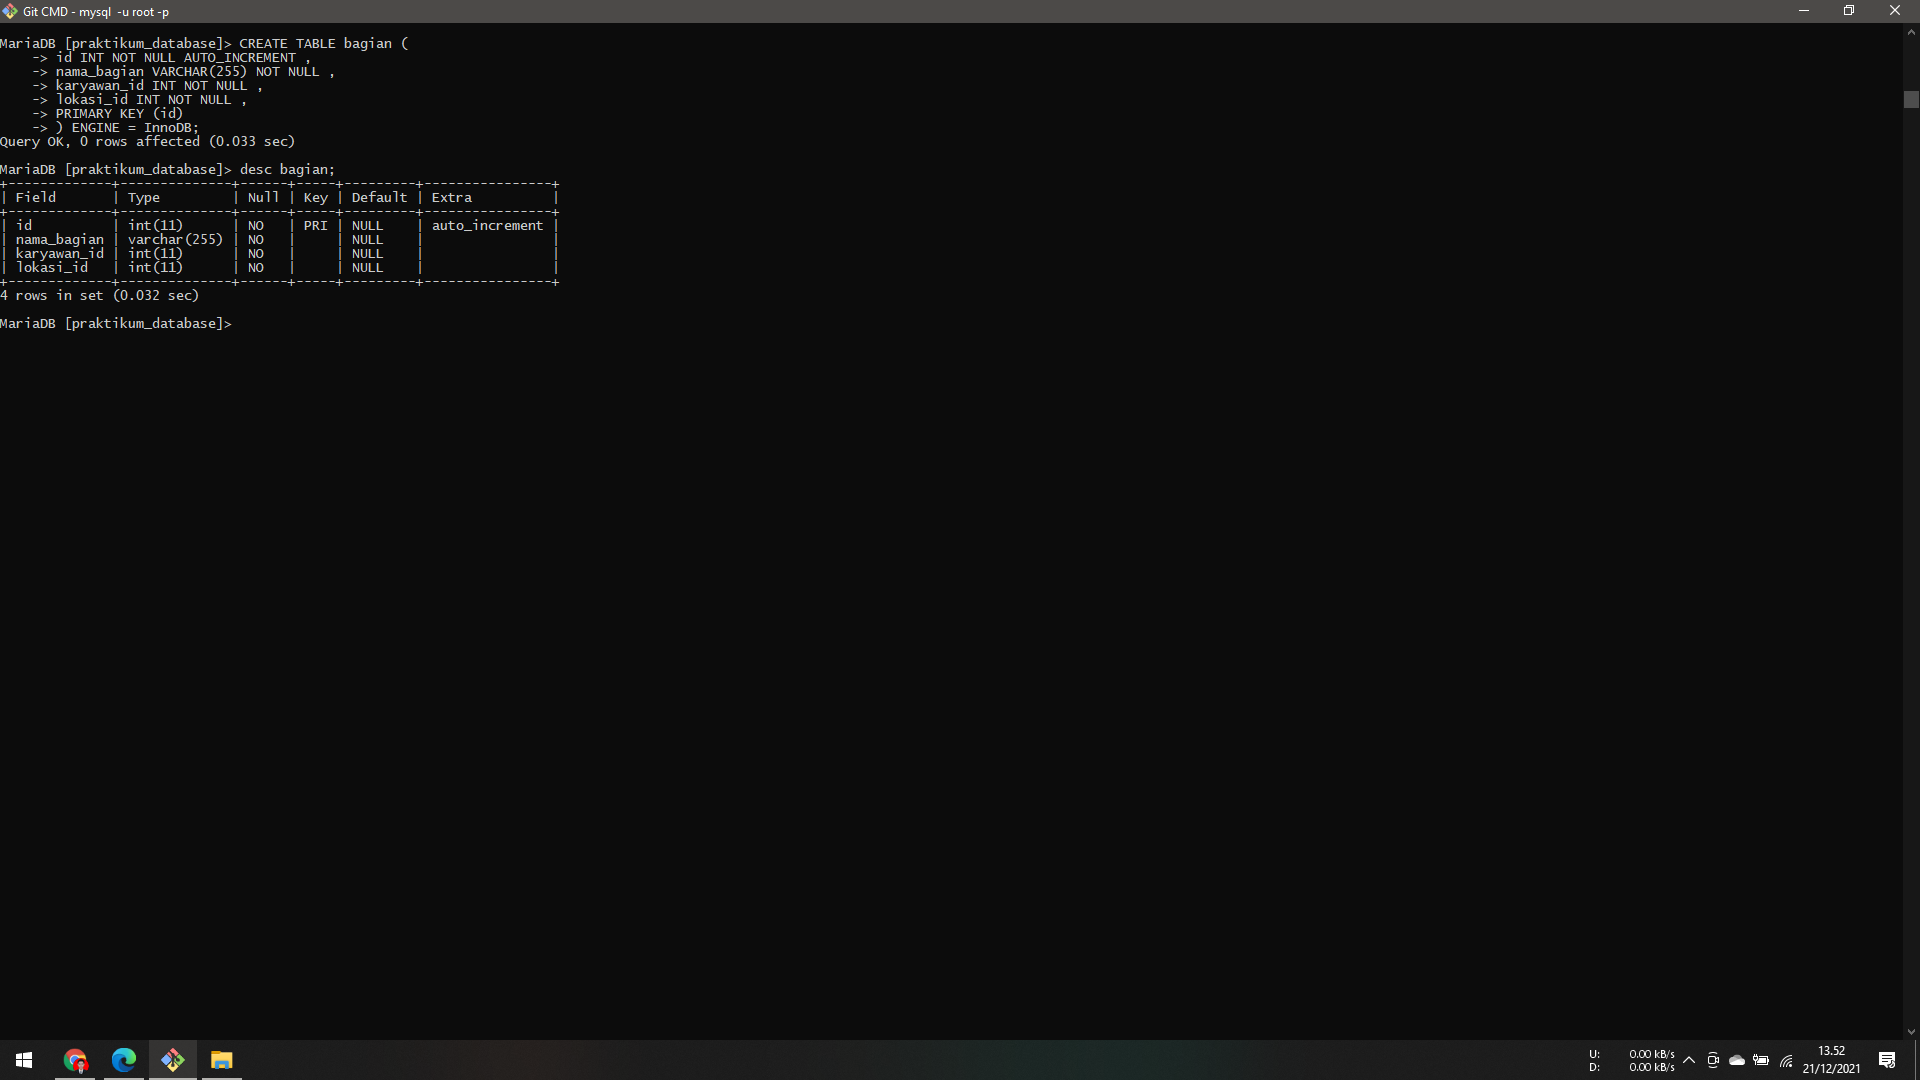 Git CMD - mysql  -u root -p
MariaDB [praktikum_database]> CREATE TABLE bagian (
    -> id INT NOT NULL AUTO_INCREMENT ,
    -> nama_bagian VARCHAR(255) NOT NULL ,
    -> karyawan_id INT NOT NULL ,
    -> lokasi_id INT NOT NULL ,
    -> PRIMARY KEY (id)
    -> ) ENGINE = InnoDB;
Query OK, 0 rows affected (0.033 sec)
MariaDB [praktikum_database]> desc bagian;
+-------------+--------------+------+-----+---------+----------------+
| Field       | Type         | Null | Key | Default | Extra          |
+-------------+--------------+------+-----+---------+----------------+
| id          | int(11)      | NO   | PRI | NULL    | auto_increment |
| nama_bagian | varchar(255) | NO   |     | NULL    |                |
| karyawan_id | int(11)      | NO   |     | NULL    |                |
| lokasi_id   | int(11)      | NO   |     | NULL    |                |
+-------------+--------------+------+-----+---------+----------------+
4 rows in set (0.032 sec)
MariaDB [praktikum_database]>
U: 0.00 kB/s
D: 0.00 kB/s
13.52
21/12/2021